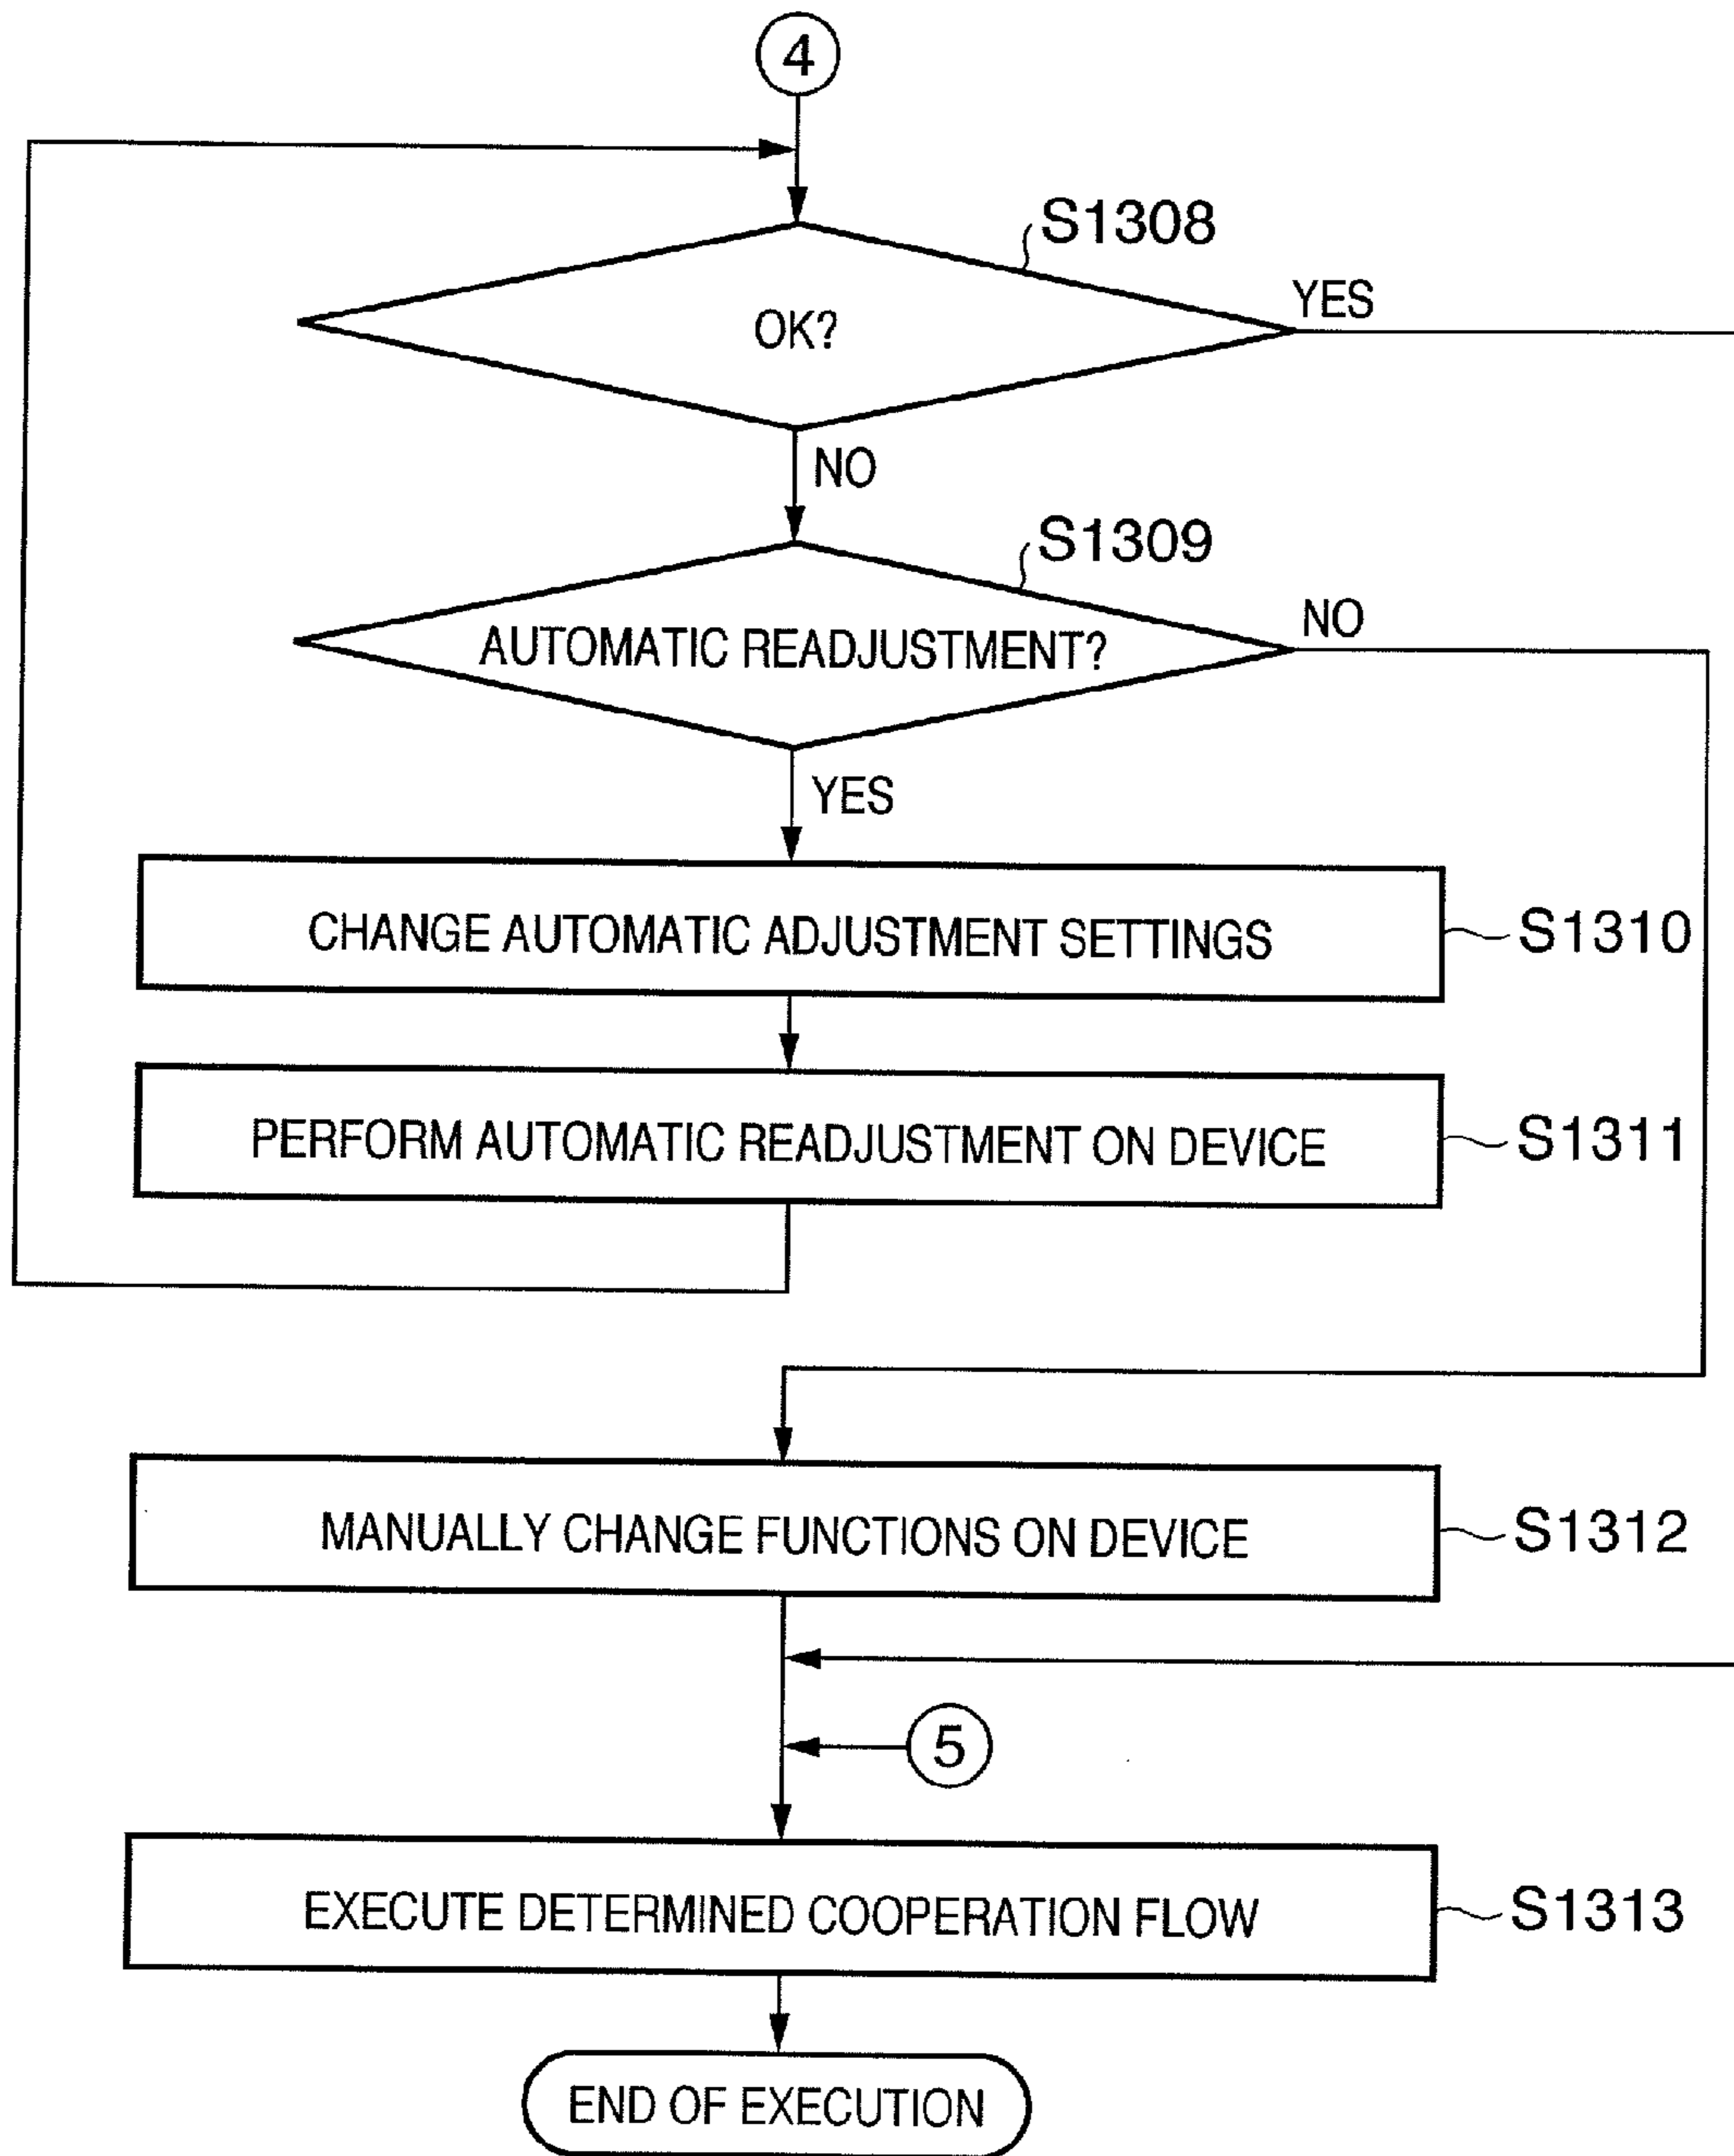 4
S1308
OK?
YES
NO
S1309
AUTOMATIC READJUSTMENT?
NO
YES
CHANGE AUTOMATIC ADJUSTMENT SETTINGS
S1310
PERFORM AUTOMATIC READJUSTMENT ON DEVICE
S1311
MANUALLY CHANGE FUNCTIONS ON DEVICE
S1312
5
EXECUTE DETERMINED COOPERATION FLOW
S1313
END OF EXECUTION